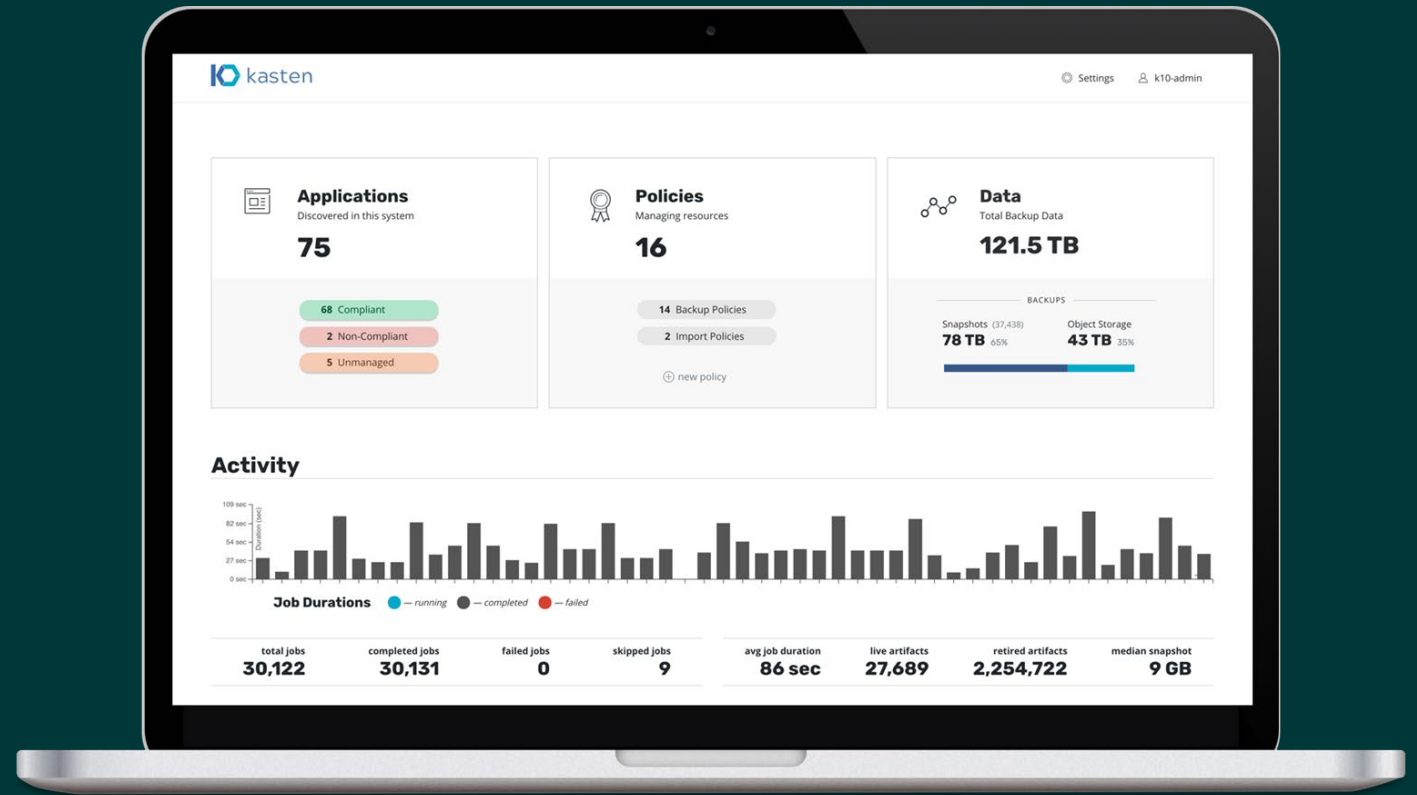 kasten
Settings
k10-admin
Applications
Discovered in this system
75
68 Compliant
2 Non-Compliant
5 Unmanaged
Policies
Managing resources
16
14 Backup Policies
2 Import Policies
new policy
Data
Total Backup Data
121.5 TB
BACKUPS
Snapshots (37,438)
78 TB 65%
Object Storage
43 TB 35%
Activity
109 sec
82 sec
54 sec
27 sec
0 sec
Duration (sec)
Job Durations
— running
— completed
— failed
total jobs
30,122
completed jobs
30,131
failed jobs
0
skipped jobs
9
avg job duration
86 sec
live artifacts
27,689
retired artifacts
2,254,722
median snapshot
9 GB